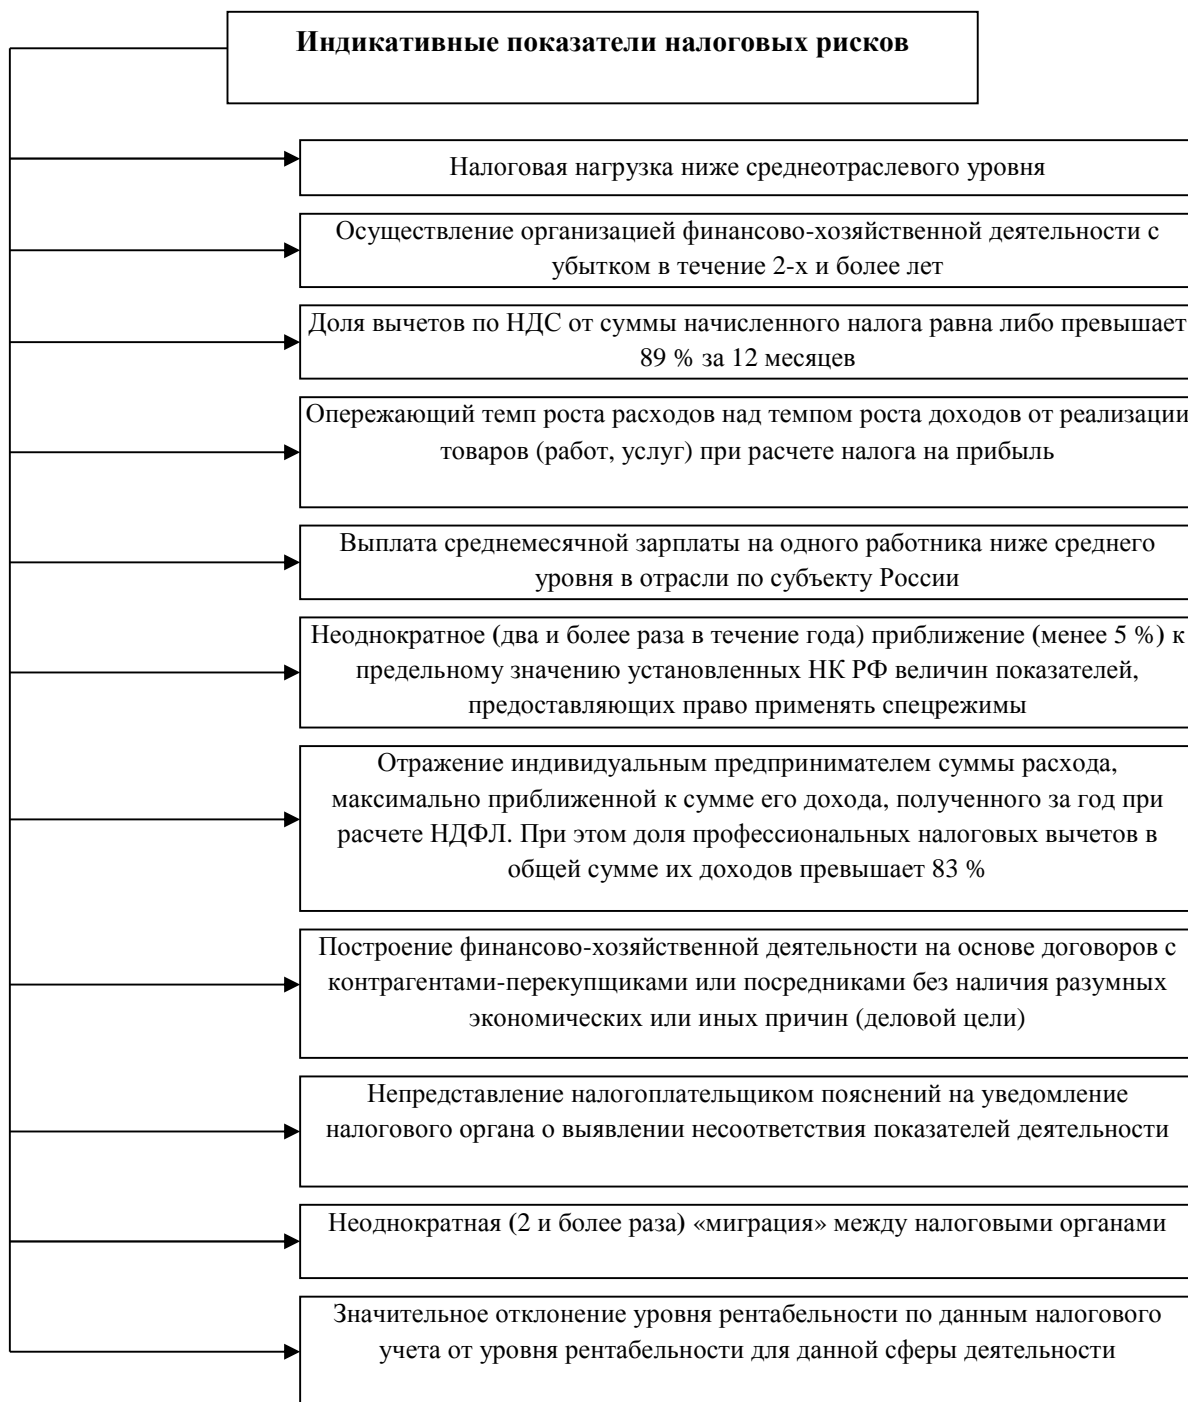 Индикативные показатели налоговых рисков
Налоговая нагрузка ниже среднеотраслевого уровня
Осуществление организацией финансово-хозяйственной деятельности с
убытком в течение 2-х и более лет
Доля вычетов по НДС от суммы начисленного налога равна либо превышает
89 % за 12 месяцев
Опережающий темп роста расходов над темпом роста доходов от реализации
товаров (работ, услуг) при расчете налога на прибыль
Выплата среднемесячной зарплаты на одного работника ниже среднего
уровня в отрасли по субъекту России
Неоднократное (два и более раза в течение года) приближение (менее 5 %) к
предельному значению установленных НК РФ величин показателей,
предоставляющих право применять спецрежимы
Отражение индивидуальным предпринимателем суммы расхода,
максимально приближенной к сумме его дохода, полученного за год при
расчете НДФЛ. При этом доля профессиональных налоговых вычетов в
общей сумме их доходов превышает 83 %
Построение финансово-хозяйственной деятельности на основе договоров с
контрагентами-перекупщиками или посредниками без наличия разумных
экономических или иных причин (деловой цели)
Непредставление налогоплательщиком пояснений на уведомление
налогового органа о выявлении несоответствия показателей деятельности
Неоднократная (2 и более раза) «миграция» между налоговыми органами
Значительное отклонение уровня рентабельности по данным налогового
учета от уровня рентабельности для данной сферы деятельности